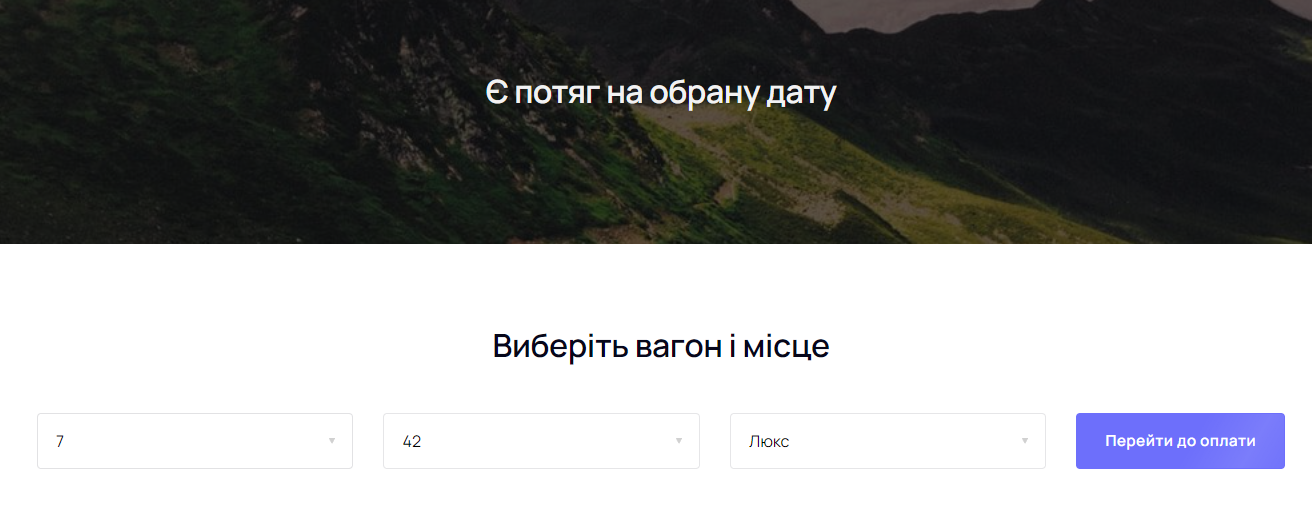 Є потяг на обрану дату
Виберіть вагон і місце
7
42
Люкс
Перейти до оплати